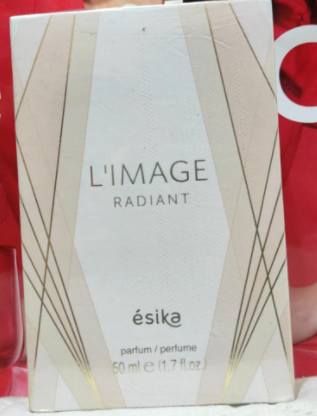 L'IMAGE
RADIANT
ésika
parfum / perfume
50 ml e (1.7 fl.oz.)